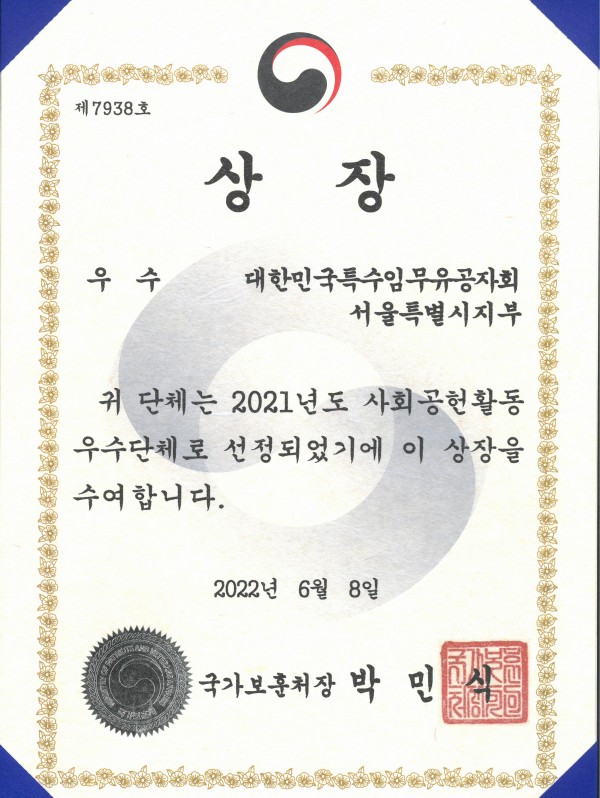 제7938호
상 장
우 수 대한민국특수임무유공자회
서울특별시지부
귀 단체는 2021년도 사회공헌활동
우수단체로 선정되었기에 이 상장을
수여합니다.
2022년 6월 8일
국가보훈처장 박 민 식